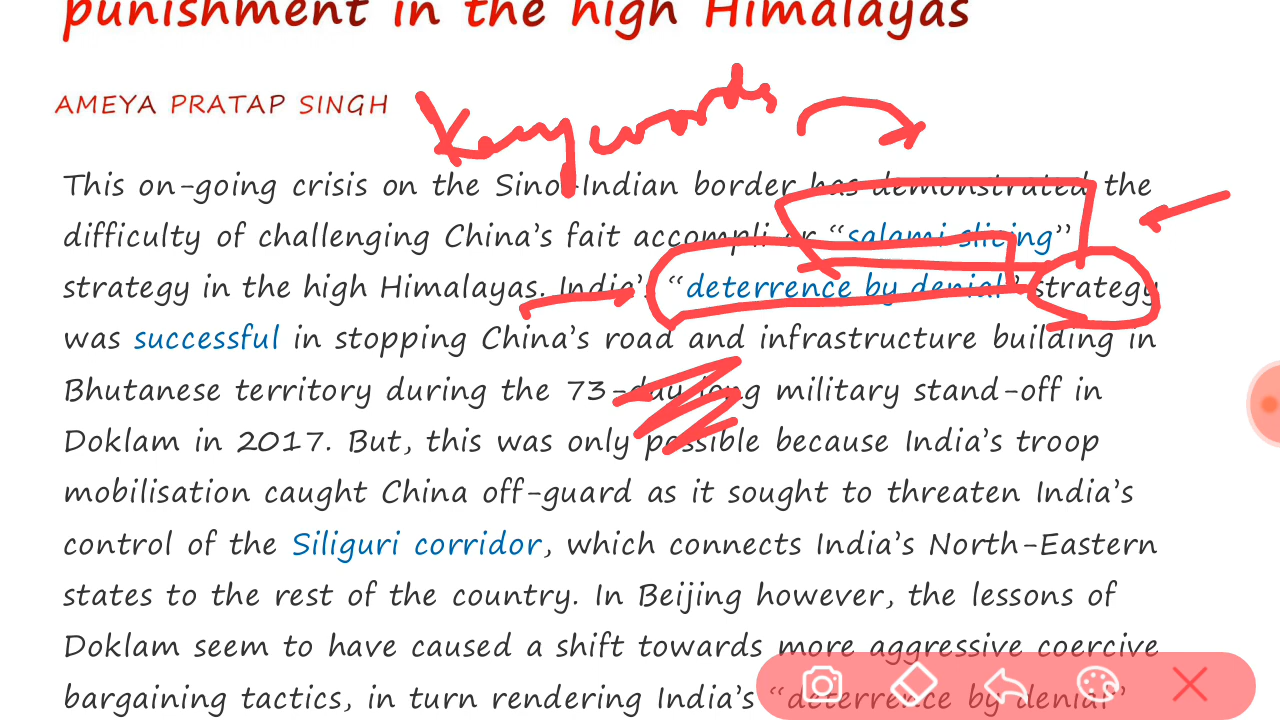 punishment in the high Himalayas
AMEYA PRATAP SINGH
Keywords
This on-going crisis on the Sino-Indian border has demonstrated the
difficulty of challenging China's fait accompli or “salami slicing”
strategy in the high Himalayas. India's “deterrence by denial” strategy
was successful in stopping China's road and infrastructure building in
Bhutanese territory during the 73-day long military stand-off in
Doklam in 2017. But, this was only possible because India's troop
mobilisation caught China off-guard as it sought to threaten India's
control of the Siliguri corridor, which connects India's North-Eastern
states to the rest of the country. In Beijing however, the lessons of
Doklam seem to have caused a shift towards more aggressive coercive
bargaining tactics, in turn rendering India's “deterrence by denial”